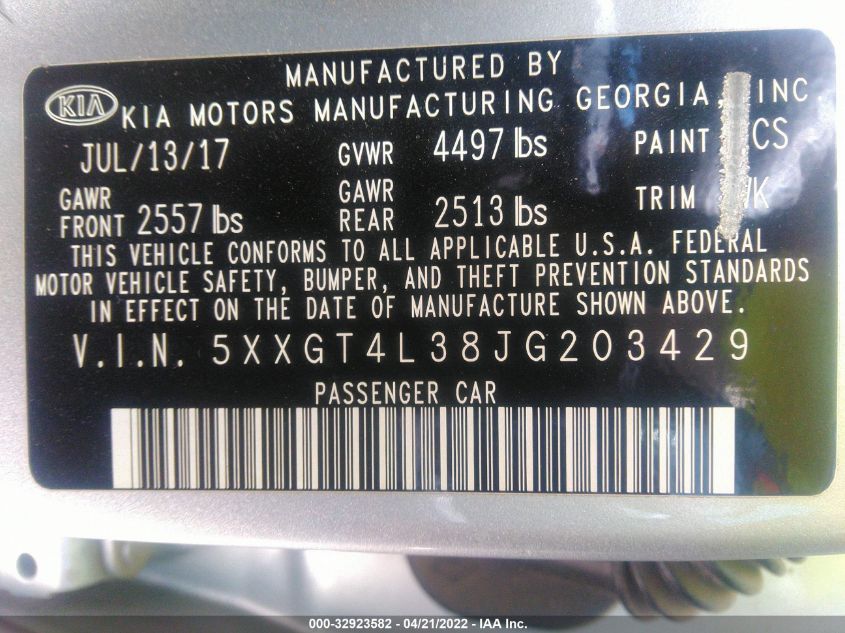 MANUFACTURED BY
KIA KIA MOTORS MANUFACTURING GEORGIA, INC
JUL/13/17 GVWR 4497 lbs PAINT CS
GAWR FRONT 2557 lbs GAWR REAR 2513 lbs TRIM
THIS VEHICLE CONFORMS TO ALL APPLICABLE U.S.A. FEDERAL
MOTOR VEHICLE SAFETY, BUMPER, AND THEFT PREVENTION STANDARDS
IN EFFECT ON THE DATE OF MANUFACTURE SHOWN ABOVE.
V.I.N. 5XXGT4L38JG203429
PASSENGER CAR
000-32923582 / 04/21/2022 - IAA Inc.